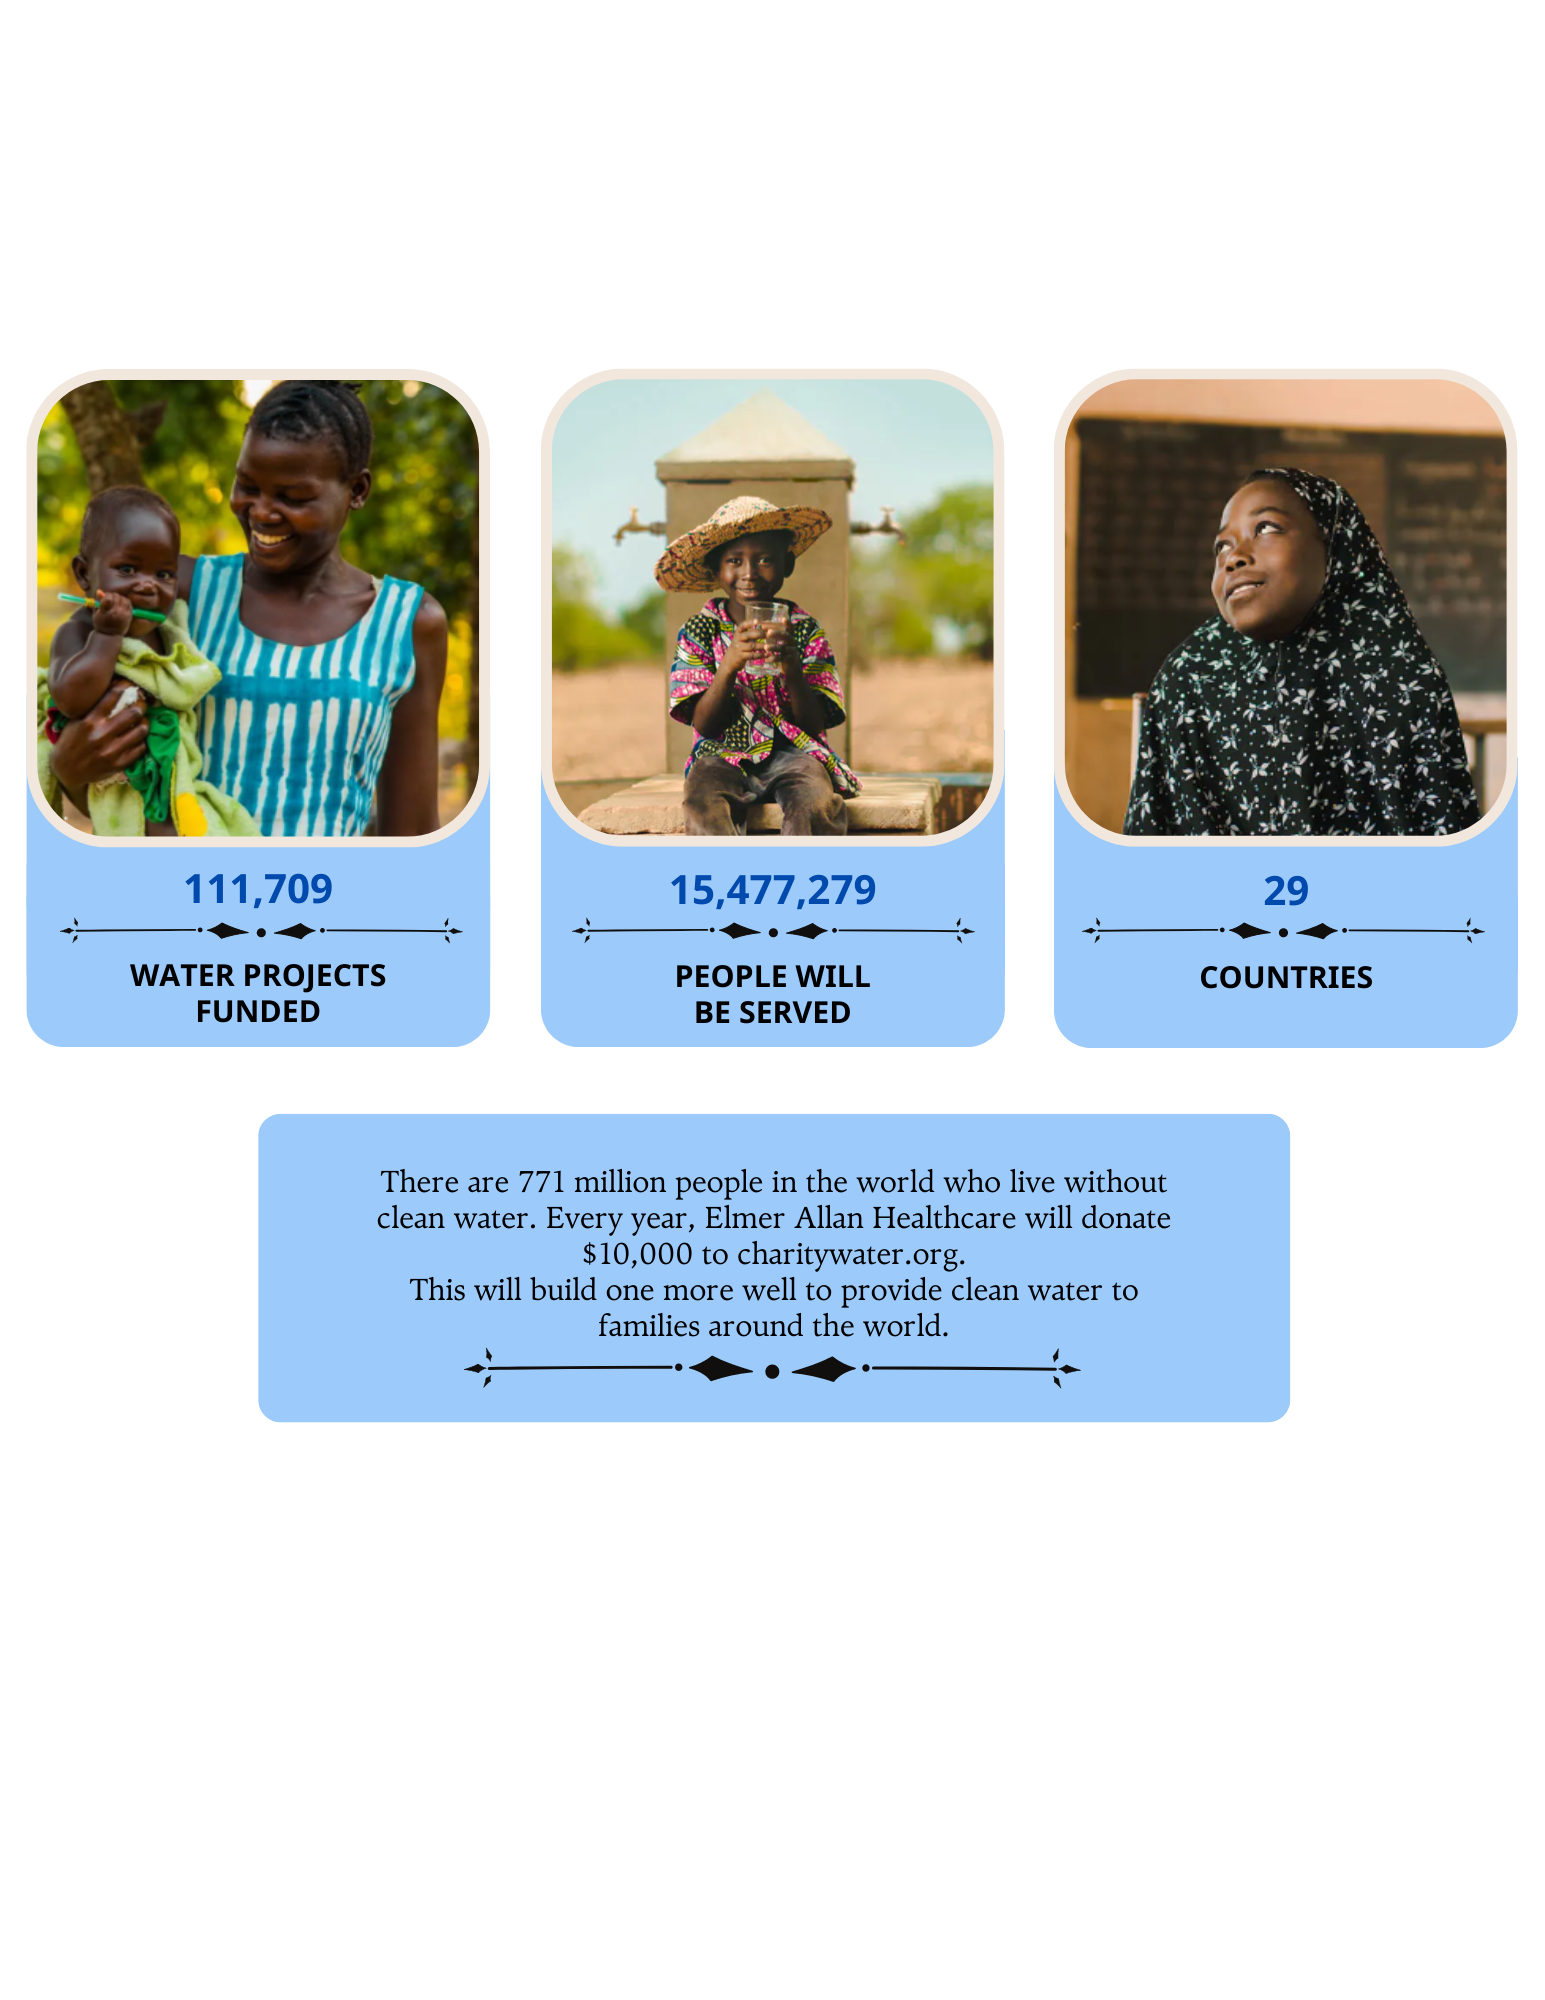 111,709
WATER PROJECTS
FUNDED
15,477,279
PEOPLE WILL
BE SERVED
29
COUNTRIES
There are 771 million people in the world who live without
clean water. Every year, Elmer Allan Healthcare will donate
$10,000 to charitywater.org.
This will build one more well to provide clean water to
families around the world.